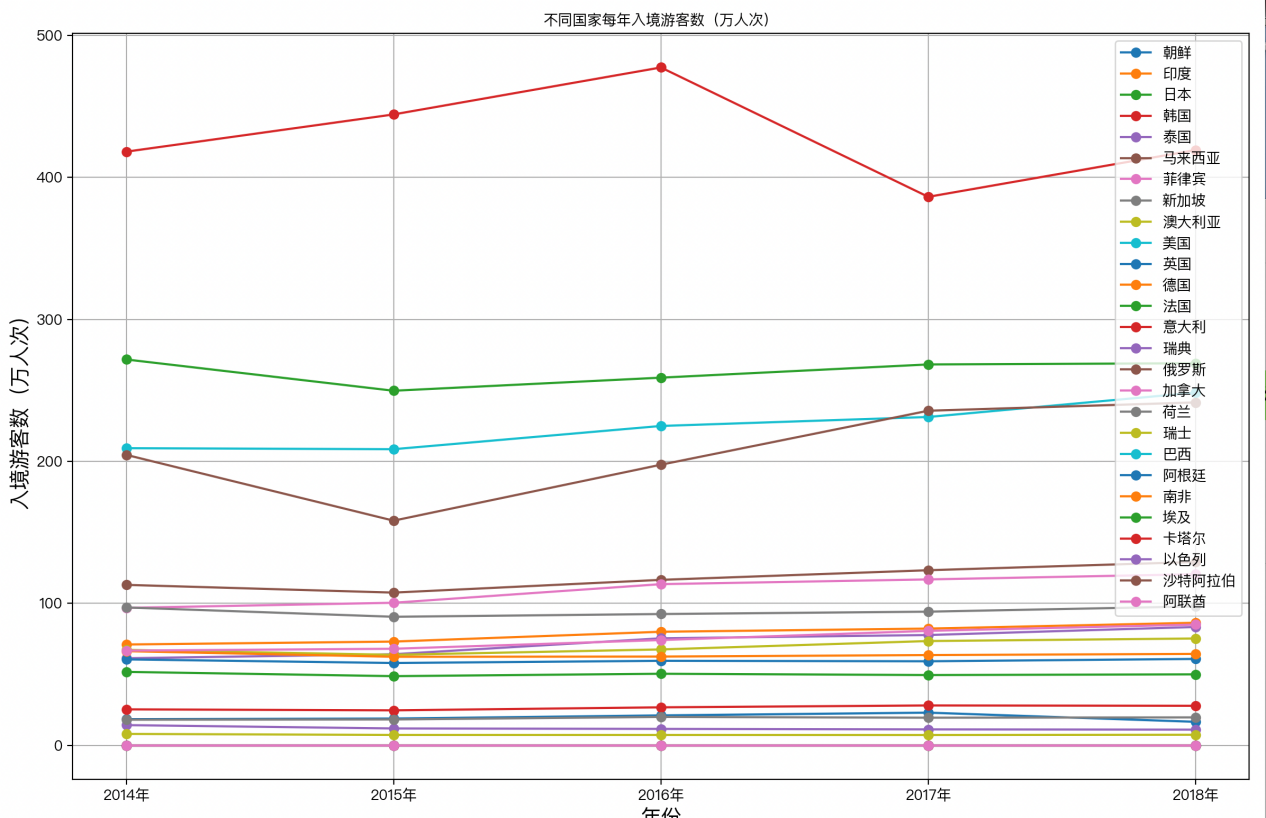 不同国家每年入境游客数（万人次）
500
400
300
200
100
0
入境游客数（万人次）
2014年
2015年
2016年
2017年
2018年
年份
朝鲜
印度
日本
韩国
泰国
马来西亚
菲律宾
新加坡
澳大利亚
美国
英国
德国
法国
意大利
瑞典
俄罗斯
加拿大
荷兰
瑞士
巴西
阿根廷
南非
埃及
卡塔尔
以色列
沙特阿拉伯
阿联酋